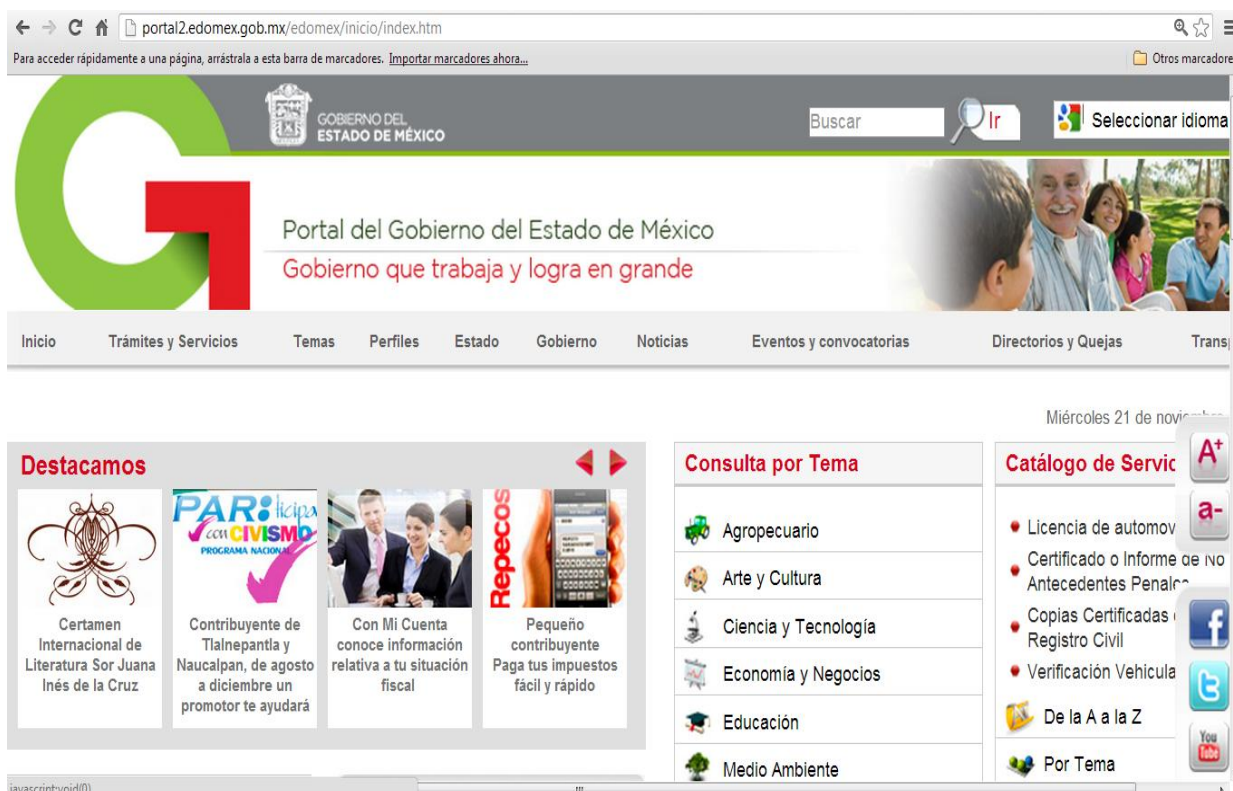 portal2.edomex.gob.mx/edomex/inicio/index.htm
Para acceder rápidamente a una página, arrástrala a esta barra de marcadores. Importar marcadores ahora...
Otros marcadore
GOBIERNO DEL
ESTADO DE MÉXICO
Buscar
Ir
Seleccionar idioma
Portal del Gobierno del Estado de México
Gobierno que trabaja y logra en grande
Inicio Trámites y Servicios Temas Perfiles Estado Gobierno Noticias Eventos y convocatorias Directorios y Quejas Trans
Miércoles 21 de noviembre
Destacamos
PAR:ticipa
con CIVISMO
PROGRAMA NACIONAL
Repecos
Certamen
Internacional de
Literatura Sor Juana
Inés de la Cruz
Contribuyente de
Tlalnepantla y
Naucalpan, de agosto
a diciembre un
promotor te ayudará
Con Mi Cuenta
conoce información
relativa a tu situación
fiscal
Pequeño
contribuyente
Paga tus impuestos
fácil y rápido
Consulta por Tema
Agropecuario
Arte y Cultura
Ciencia y Tecnología
Economía y Negocios
Educación
Medio Ambiente
Catálogo de Servic
Licencia de automov
Certificado o Informe de No
Antecedentes Penales
Copias Certificadas
Registro Civil
Verificación Vehicula
De la A a la Z
Por Tema
A+
a-
You
Tube
javascript:void(0)